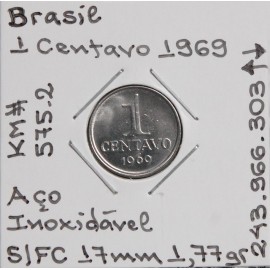 Brasil
1 Centavo 1969
KM#
575.2
1
CENTAVO
1969
243.966.303
Aço
Inoxidável
S/FC 17mm 1,77gr